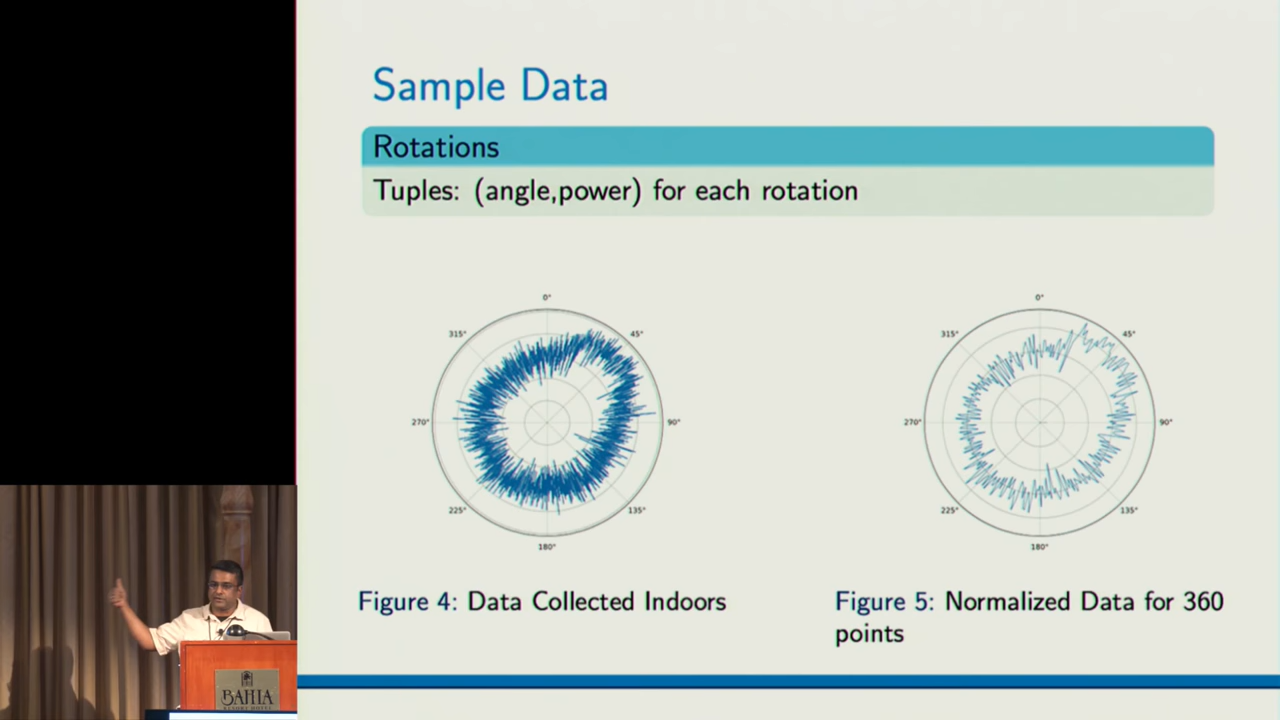 Sample Data
Rotations
Tuples: (angle,power) for each rotation
0°
315°
45°
270°
90°
225°
135°
180°
0°
315°
45°
270°
90°
225°
135°
180°
Figure 4: Data Collected Indoors
Figure 5: Normalized Data for 360
points
BAHIA
RESORT HOTEL